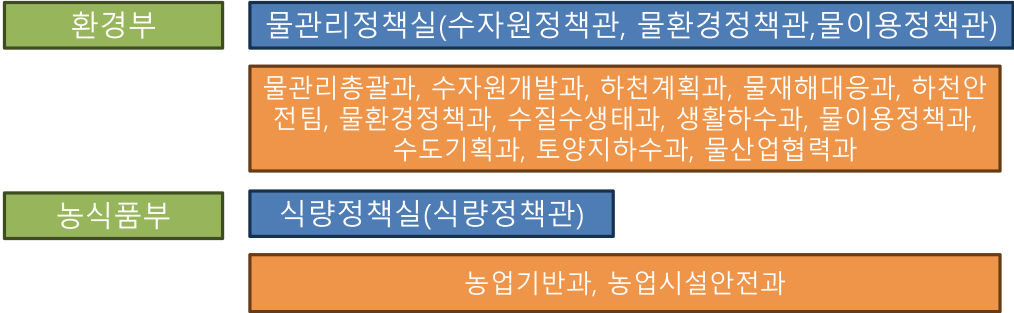 환경부
물관리정책실(수자원정책관, 물환경정책관,물이용정책관)
물관리총괄과, 수자원개발과, 하천계획과, 물재해대응과, 하천안
전팀, 물환경정책과, 수질수생태과, 생활하수과, 물이용정책과,
수도기획과, 토양지하수과, 물산업협력과
농식품부
식량정책실(식량정책관)
농업기반과, 농업시설안전과